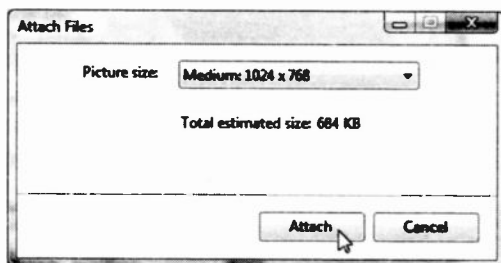 Attach Files
Picture size: Medium: 1024 x 768
Total estimated size: 684 KB
Attach Cancel